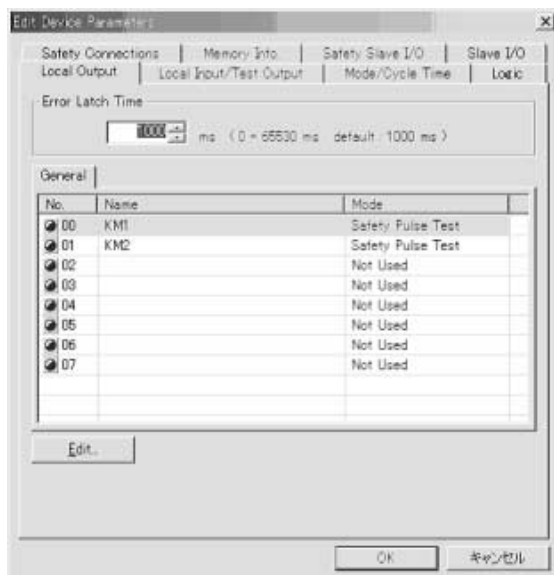 Edit Device Parameters
Safety Connections Memory Info. Safety Slave I/O Slave I/O
Local Output Local Input/Test Output Mode/Cycle Time Logic
Error Latch Time
1000 ms ( 0 - 65530 ms default : 1000 ms )
General
No. Name Mode
00 KM1 Safety Pulse Test
01 KM2 Safety Pulse Test
02 Not Used
03 Not Used
04 Not Used
05 Not Used
06 Not Used
07 Not Used
Edit..
OK キャンセル